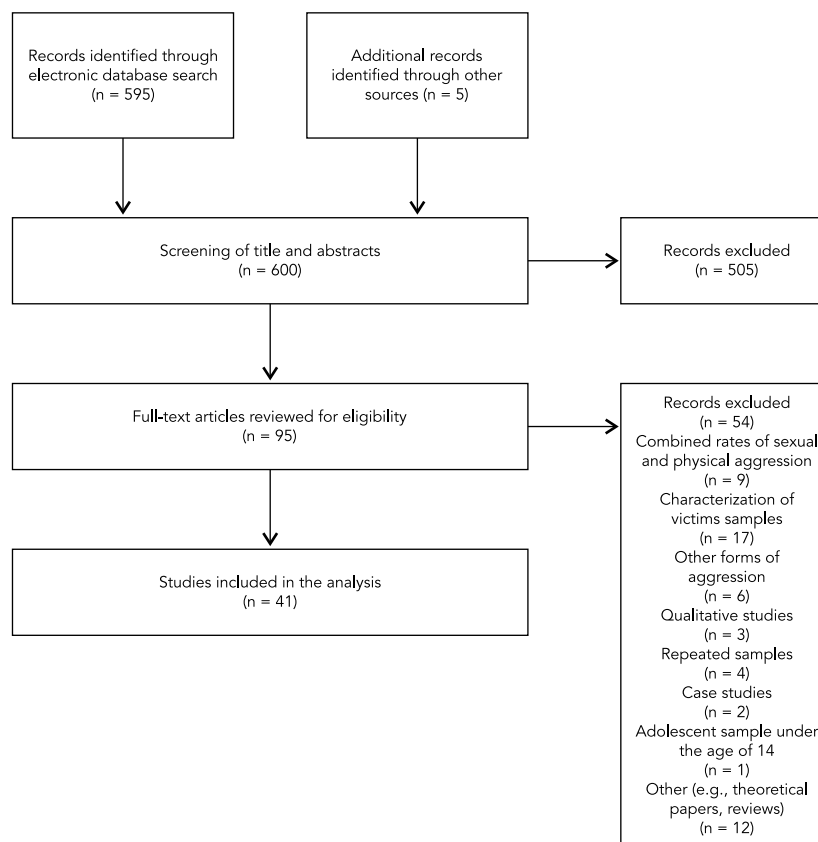 Records identified through
electronic database search
(n = 595)
Additional records
identified through other
sources (n = 5)
Screening of title and abstracts
(n = 600)
Records excluded
(n = 505)
Full-text articles reviewed for eligibility
(n = 95)
Records excluded
(n = 54)
Combined rates of sexual
and physical aggression
(n = 9)
Characterization of
victims samples
(n = 17)
Other forms of
aggression
(n = 6)
Qualitative studies
(n = 3)
Repeated samples
(n = 4)
Case studies
(n = 2)
Adolescent sample under
the age of 14
(n = 1)
Other (e.g., theoretical
papers, reviews)
(n = 12)
Studies included in the analysis
(n = 41)